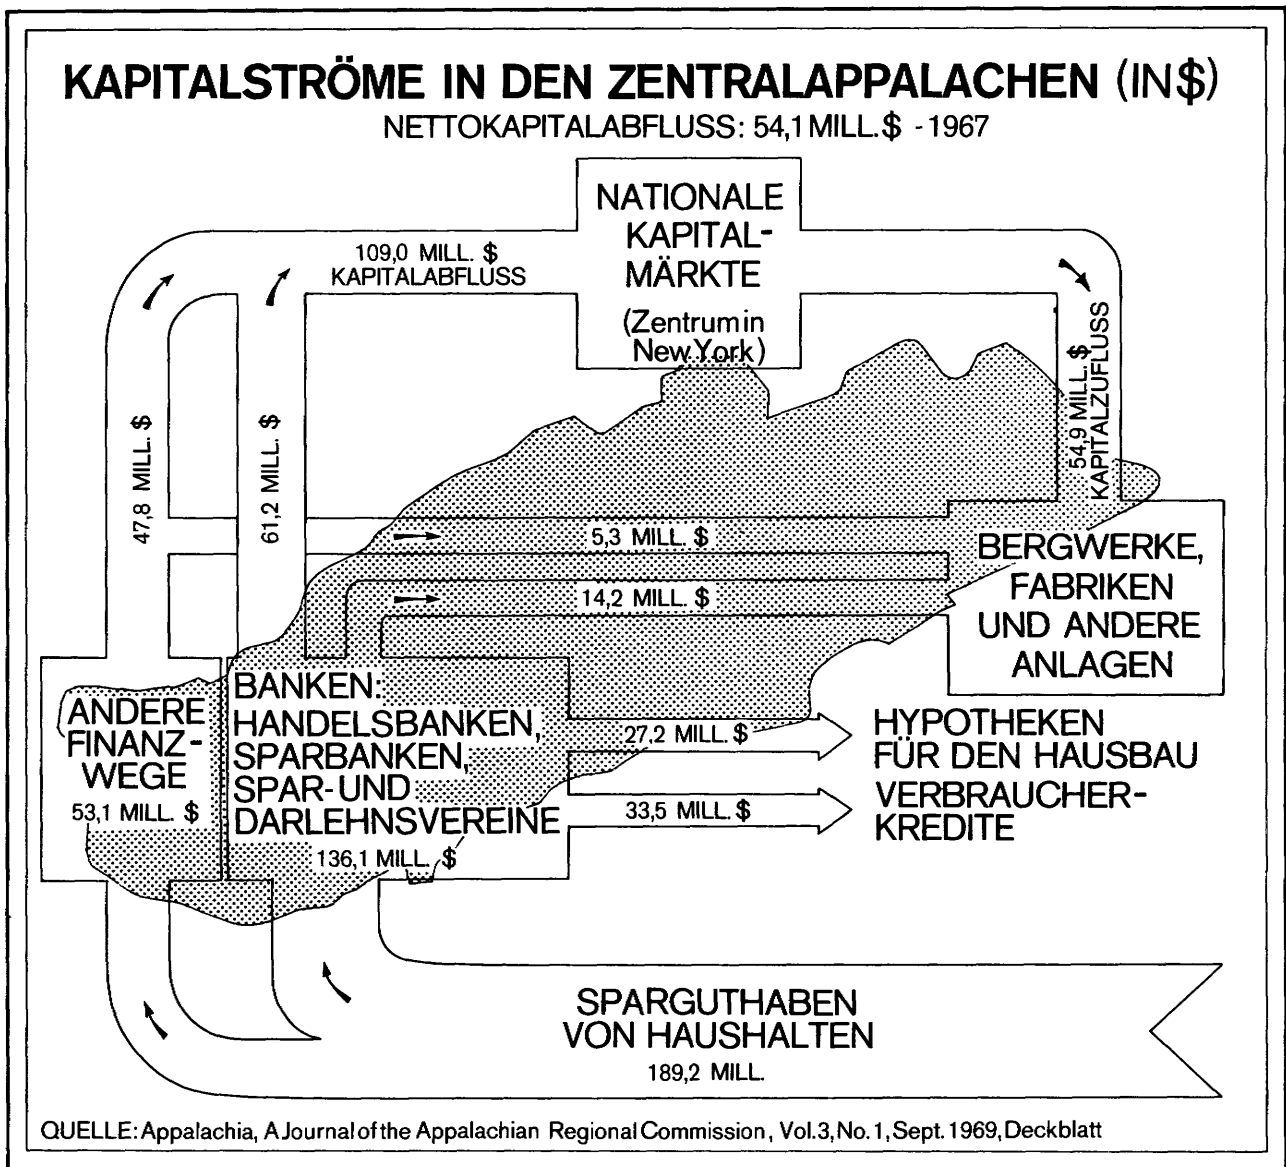 KAPITALSTRÖME IN DEN ZENTRALAPPALACHEN (IN $)
NETTOKAPITALABFLUSS: 54,1 MILL. $ - 1967
NATIONALE
KAPITAL-
MÄRKTE
(Zentrum in
New York)
109,0 MILL. $
KAPITALABFLUSS
54,9 MILL. $
KAPITALZUFLUSS
47,8 MILL. $
61,2 MILL. $
5,3 MILL. $
14,2 MILL. $
BERGWERKE,
FABRIKEN
UND ANDERE
ANLAGEN
ANDERE
FINANZ-
WEGE
53,1 MILL. $
BANKEN:
HANDELSBANKEN,
SPARBANKEN,
SPAR- UND
DARLEHNSVEREINE
136,1 MILL. $
27,2 MILL. $
33,5 MILL. $
HYPOTHEKEN
FÜR DEN HAUSBAU
VERBRAUCHER-
KREDITE
SPARGUTHABEN
VON HAUSHALTEN
189,2 MILL.
QUELLE: Appalachia, A Journal of the Appalachian Regional Commission, Vol. 3, No. 1, Sept. 1969, Deckblatt